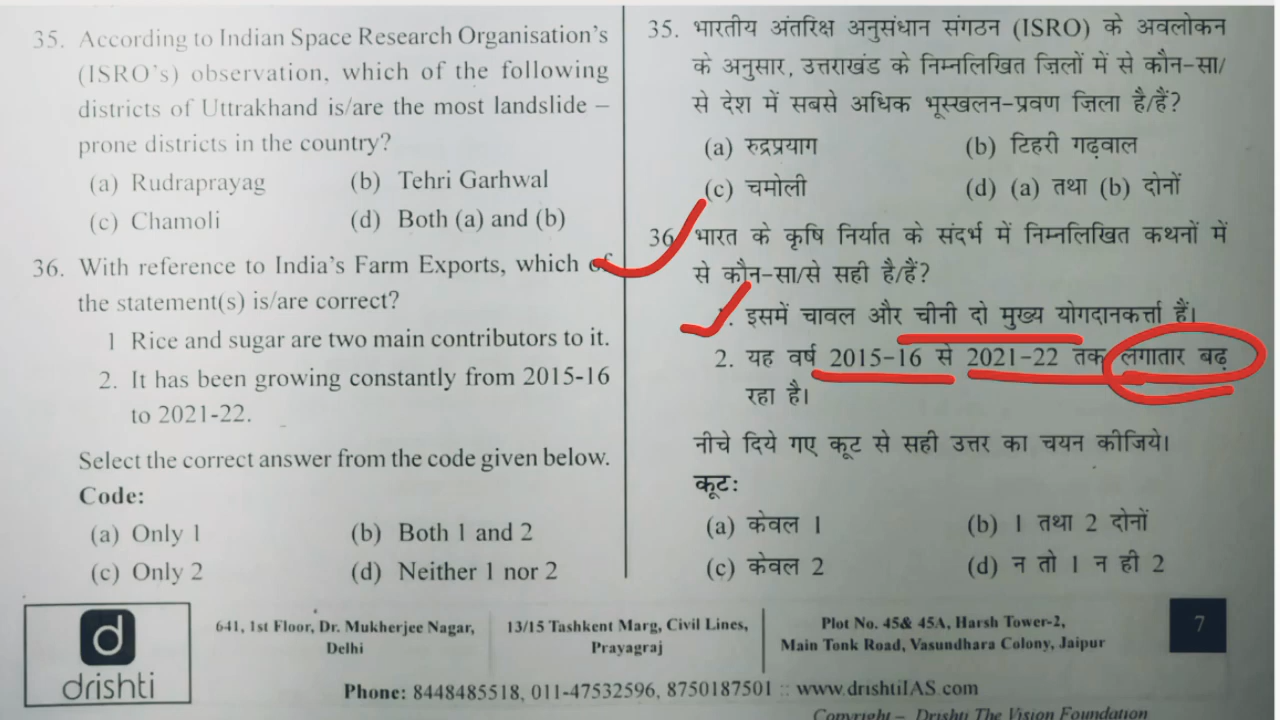 35. According to Indian Space Research Organisation's
(ISRO's) observation, which of the following
districts of Uttrakhand is/are the most landslide –
prone districts in the country?
(a) Rudraprayag (b) Tehri Garhwal
(c) Chamoli (d) Both (a) and (b)
36. With reference to India's Farm Exports, which of
the statement(s) is/are correct?
1 Rice and sugar are two main contributors to it.
2. It has been growing constantly from 2015-16
to 2021-22.
Select the correct answer from the code given below.
Code:
(a) Only 1 (b) Both 1 and 2
(c) Only 2 (d) Neither 1 nor 2
35. भारतीय अंतरिक्ष अनुसंधान संगठन (ISRO) के अवलोकन
के अनुसार, उत्तराखंड के निम्नलिखित ज़िलों में से कौन-सा/
से देश में सबसे अधिक भूस्खलन-प्रवण ज़िला है/हैं?
(a) रुद्रप्रयाग (b) टिहरी गढ़वाल
(c) चमोली (d) (a) तथा (b) दोनों
36 भारत के कृषि निर्यात के संदर्भ में निम्नलिखित कथनों में
से कौन-सा/से सही है/हैं?
इसमें चावल और चीनी दो मुख्य योगदानकर्त्ता हैं।
2. यह वर्ष 2015-16 से 2021-22 तक लगातार बढ़
रहा है।
नीचे दिये गए कूट से सही उत्तर का चयन कीजिये।
कूटः
(a) केवल 1 (b) 1 तथा 2 दोनों
(c) केवल 2 (d) न तो 1 न ही 2
d
drishti
641, 1st Floor, Dr. Mukherjee Nagar,
Delhi
13/15 Tashkent Marg, Civil Lines,
Prayagraj
Plot No. 45& 45A, Harsh Tower-2,
Main Tonk Road, Vasundhara Colony, Jaipur
7
Phone: 8448485518, 011-47532596, 8750187501 :: www.drishtiIAS.com
Copyright – Drishti The Vision Foundation